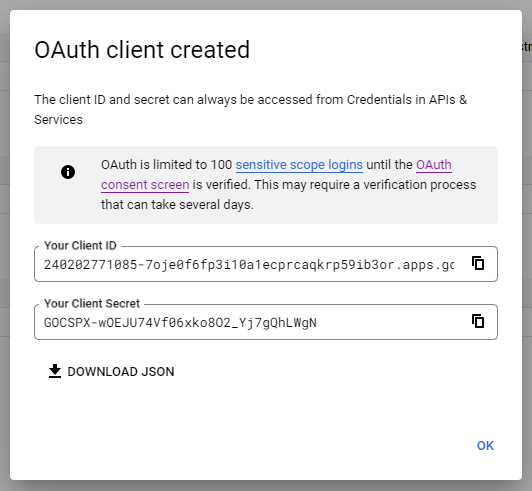 OAuth client created
The client ID and secret can always be accessed from Credentials in APIs &
Services
OAuth is limited to 100 sensitive scope logins until the OAuth
consent screen is verified. This may require a verification process
that can take several days.
Your Client ID
240202771085-7oje0f6fp3i10a1ecprcaqkrp59ib3or.apps.gc
Your Client Secret
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
DOWNLOAD JSON
OK